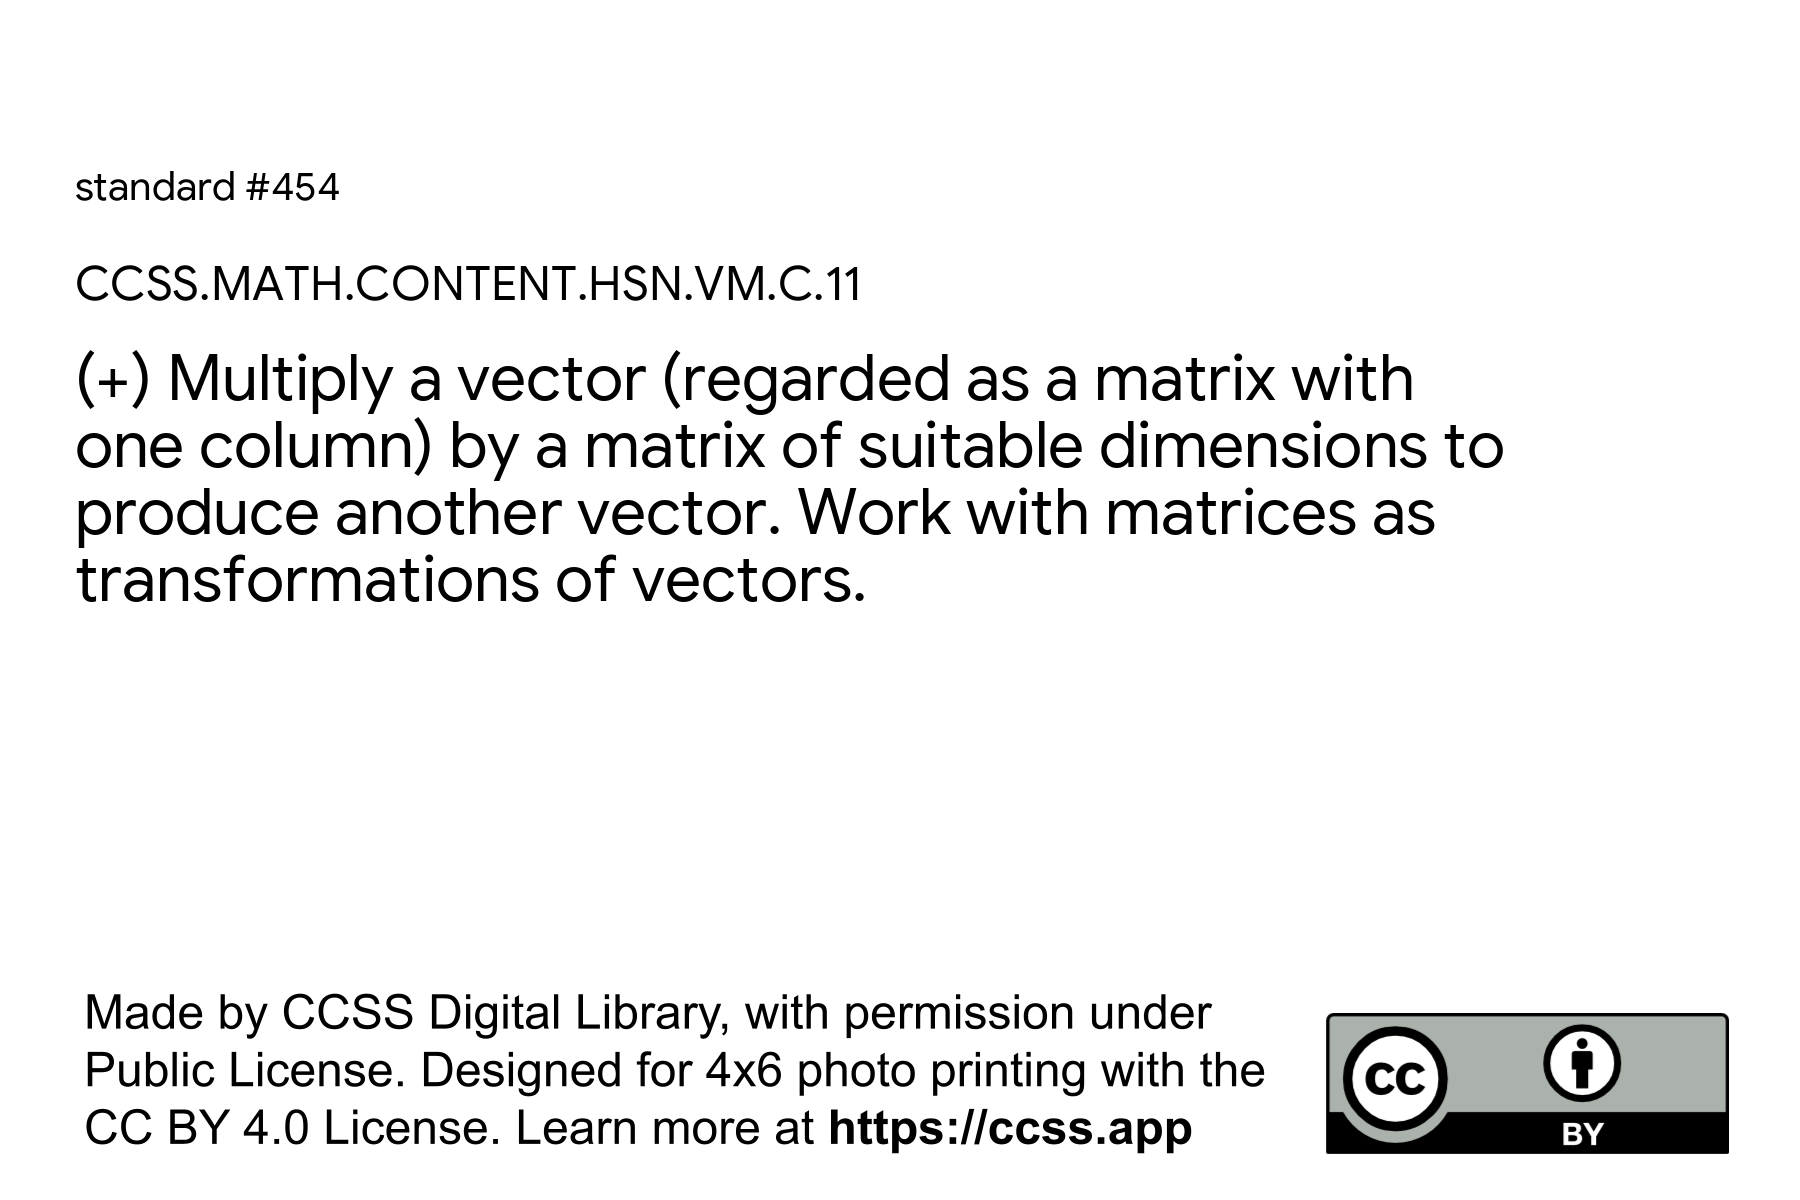 standard #454
CCSS.MATH.CONTENT.HSN.VM.C.11
(+) Multiply a vector (regarded as a matrix with
one column) by a matrix of suitable dimensions to
produce another vector. Work with matrices as
transformations of vectors.
Made by CCSS Digital Library, with permission under
Public License. Designed for 4x6 photo printing with the
CC BY 4.0 License. Learn more at https://ccss.app
CC
BY